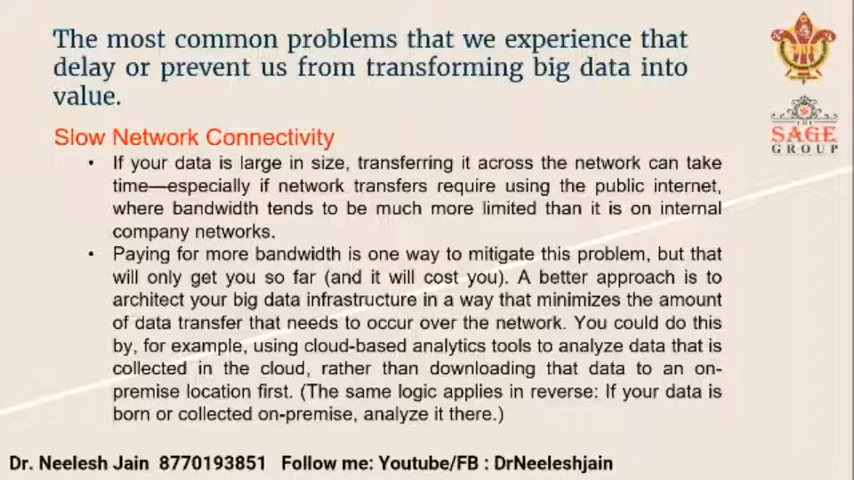 The most common problems that we experience that
delay or prevent us from transforming big data into
value.
Slow Network Connectivity
• If your data is large in size, transferring it across the network can take
time—especially if network transfers require using the public internet,
where bandwidth tends to be much more limited than it is on internal
company networks.
• Paying for more bandwidth is one way to mitigate this problem, but that
will only get you so far (and it will cost you). A better approach is to
architect your big data infrastructure in a way that minimizes the amount
of data transfer that needs to occur over the network. You could do this
by, for example, using cloud-based analytics tools to analyze data that is
collected in the cloud, rather than downloading that data to an on-
premise location first. (The same logic applies in reverse: If your data is
born or collected on-premise, analyze it there.)
THE
SAGE
GROUP
Dr. Neelesh Jain 8770193851 Follow me: Youtube/FB : DrNeeleshjain